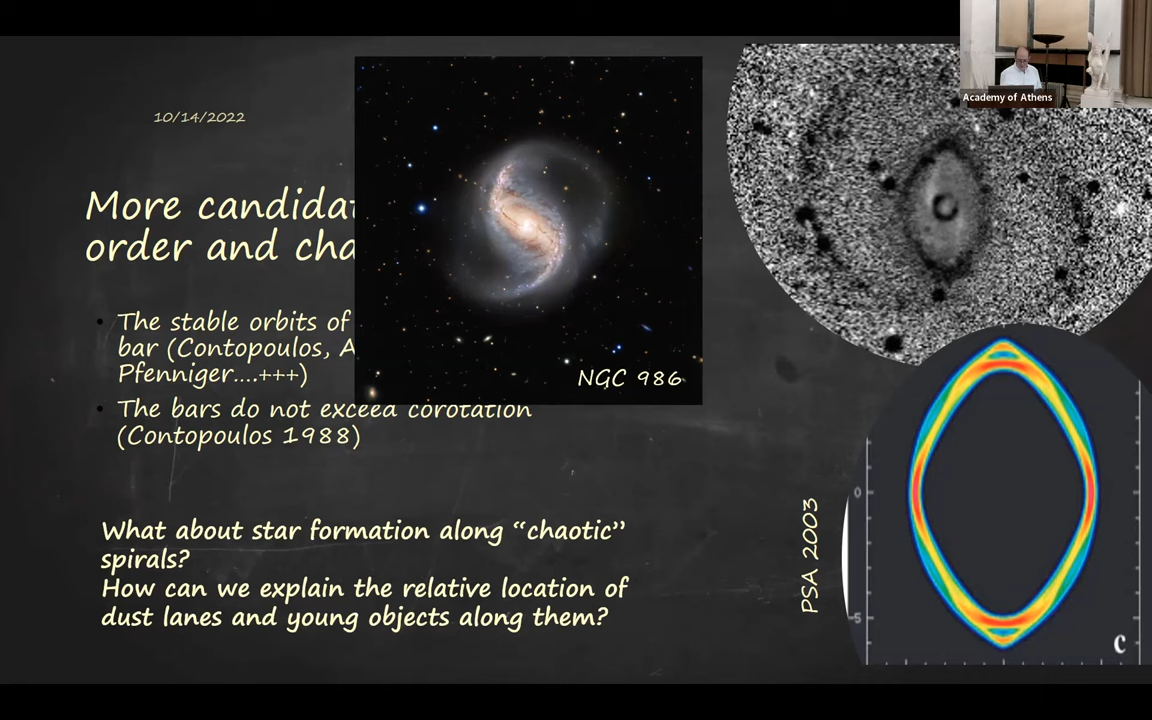 Academy of Athens
10/14/2022
More candidat
order and cha
• The stable orbits of
bar (Contopoulos, A
Pfenniger....+++)
• The bars do not exceed corotation
(Contopoulos 1988)
NGC 986
What about star formation along “chaotic”
spirals?
How can we explain the relative location of
dust lanes and young objects along them?
PSA 2003
0
-5
c